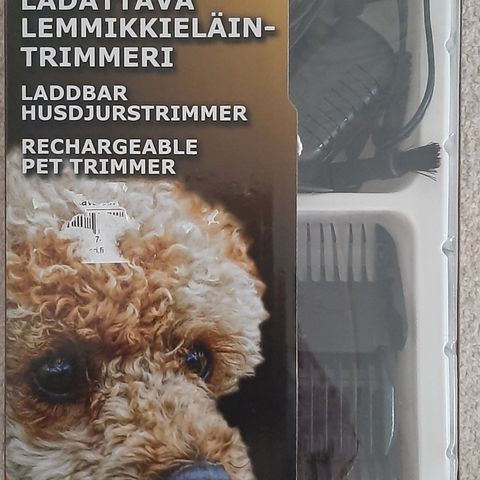 LADATTAVA
LEMMIKKIELÄIN-
TRIMMERI
LADDBAR
HUSDJURSTRIMMER
RECHARGEABLE
PET TRIMMER